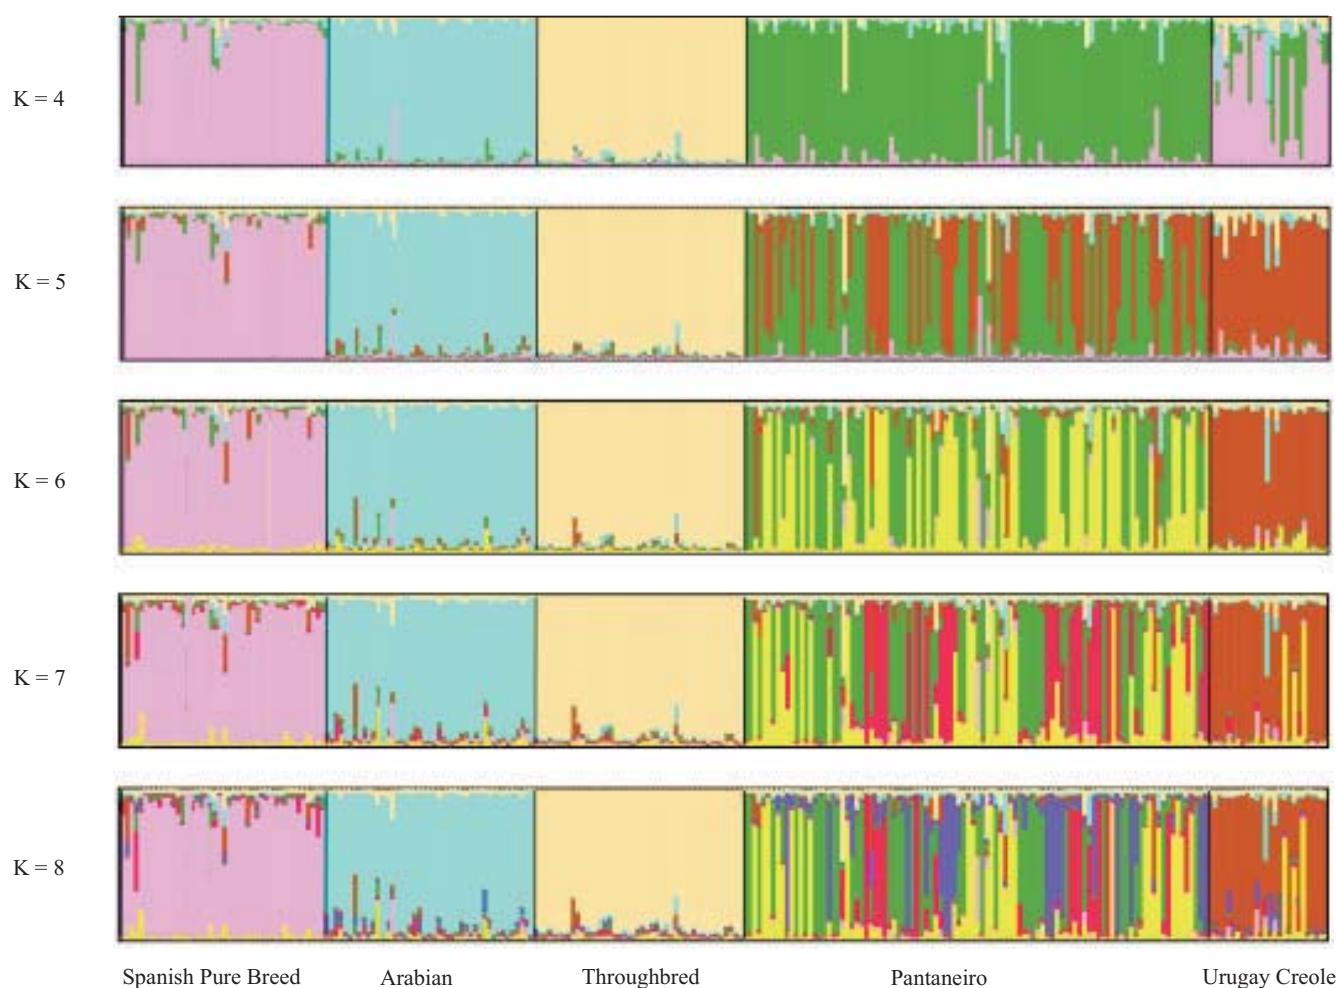 K = 4
K = 5
K = 6
K = 7
K = 8
Spanish Pure Breed Arabian Throughbred Pantaneiro Urugay Creole